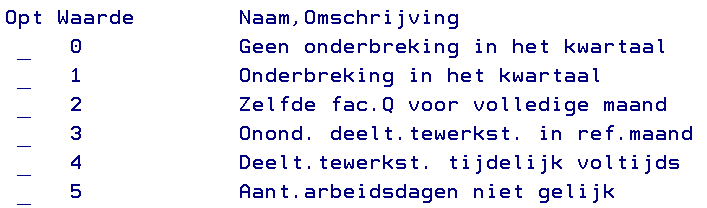 Opt Waarde Naam,Omschrijving
_ 0 Geen onderbreking in het kwartaal
_ 1 Onderbreking in het kwartaal
_ 2 Zelfde fac.Q voor volledige maand
_ 3 Onond. deelt.tewerkst. in ref.maand
_ 4 Deelt.tewerkst. tijdelijk voltijds
_ 5 Aant.arbeidsdagen niet gelijk